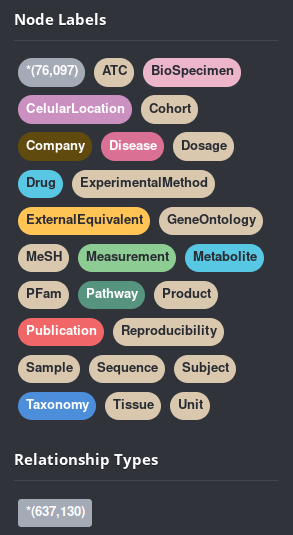 Node Labels
*(76,097) ATC BioSpecimen
CelularLocation Cohort
Company Disease Dosage
Drug ExperimentalMethod
ExternalEquivalent GeneOntology
MeSH Measurement Metabolite
PFam Pathway Product
Publication Reproducibility
Sample Sequence Subject
Taxonomy Tissue Unit
Relationship Types
*(637,130)